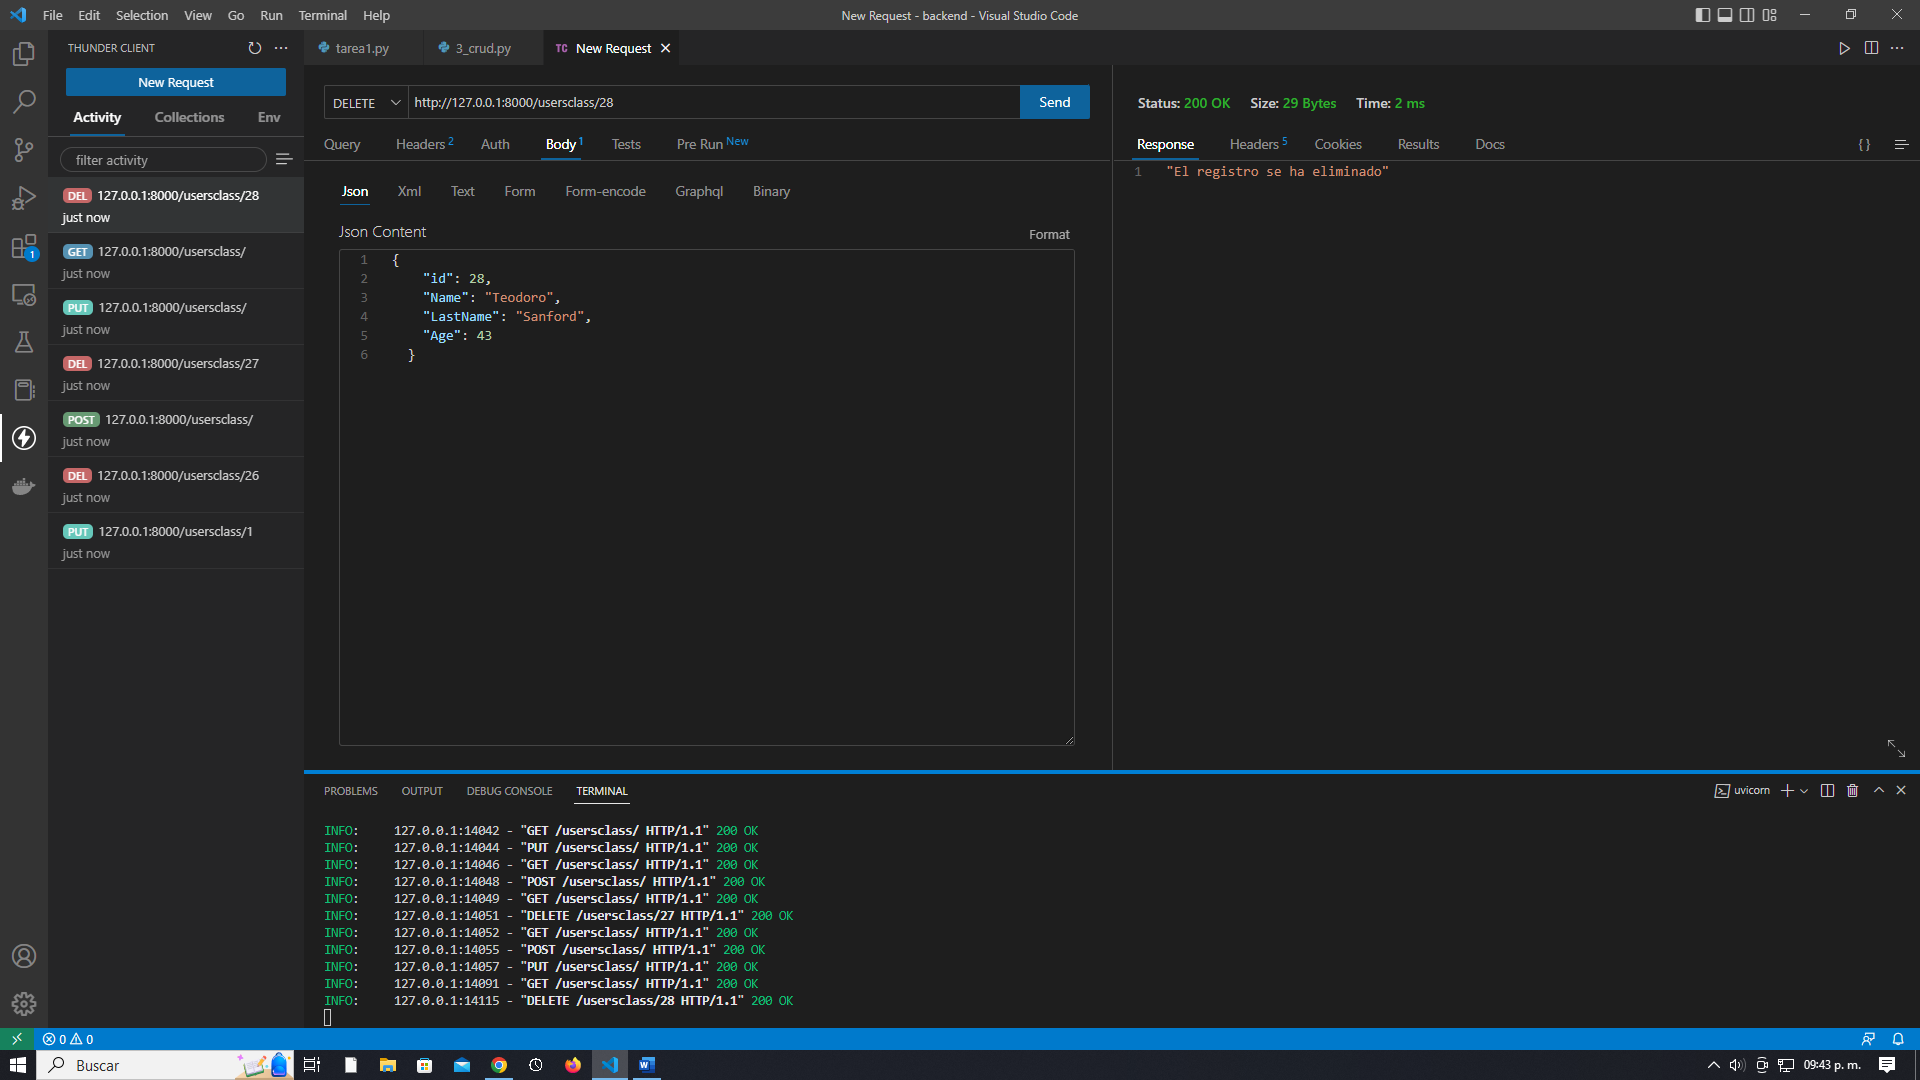 File Edit Selection View Go Run Terminal Help
New Request - backend - Visual Studio Code
THUNDER CLIENT
New Request
Activity Collections Env
filter activity
DEL 127.0.0.1:8000/usersclass/28
just now
GET 127.0.0.1:8000/usersclass/
just now
PUT 127.0.0.1:8000/usersclass/
just now
DEL 127.0.0.1:8000/usersclass/27
just now
POST 127.0.0.1:8000/usersclass/
just now
DEL 127.0.0.1:8000/usersclass/26
just now
PUT 127.0.0.1:8000/usersclass/1
just now
tarea1.py 3_crud.py TC New Request
DELETE http://127.0.0.1:8000/usersclass/28 Send
Query Headers 2 Auth Body 1 Tests Pre Run New
Json Xml Text Form Form-encode Graphql Binary
Json Content Format
1 {
2 "id": 28,
3 "Name": "Teodoro",
4 "LastName": "Sanford",
5 "Age": 43
6 }
Status: 200 OK Size: 29 Bytes Time: 2 ms
Response Headers 5 Cookies Results Docs { }
1 "El registro se ha eliminado"
PROBLEMS OUTPUT DEBUG CONSOLE TERMINAL uvicorn
INFO: 127.0.0.1:14042 - "GET /usersclass/ HTTP/1.1" 200 OK
INFO: 127.0.0.1:14044 - "PUT /usersclass/ HTTP/1.1" 200 OK
INFO: 127.0.0.1:14046 - "GET /usersclass/ HTTP/1.1" 200 OK
INFO: 127.0.0.1:14048 - "POST /usersclass/ HTTP/1.1" 200 OK
INFO: 127.0.0.1:14049 - "GET /usersclass/ HTTP/1.1" 200 OK
INFO: 127.0.0.1:14051 - "DELETE /usersclass/27 HTTP/1.1" 200 OK
INFO: 127.0.0.1:14052 - "GET /usersclass/ HTTP/1.1" 200 OK
INFO: 127.0.0.1:14055 - "POST /usersclass/ HTTP/1.1" 200 OK
INFO: 127.0.0.1:14057 - "PUT /usersclass/ HTTP/1.1" 200 OK
INFO: 127.0.0.1:14091 - "GET /usersclass/ HTTP/1.1" 200 OK
INFO: 127.0.0.1:14115 - "DELETE /usersclass/28 HTTP/1.1" 200 OK
1
0 0
Buscar
09:43 p. m.